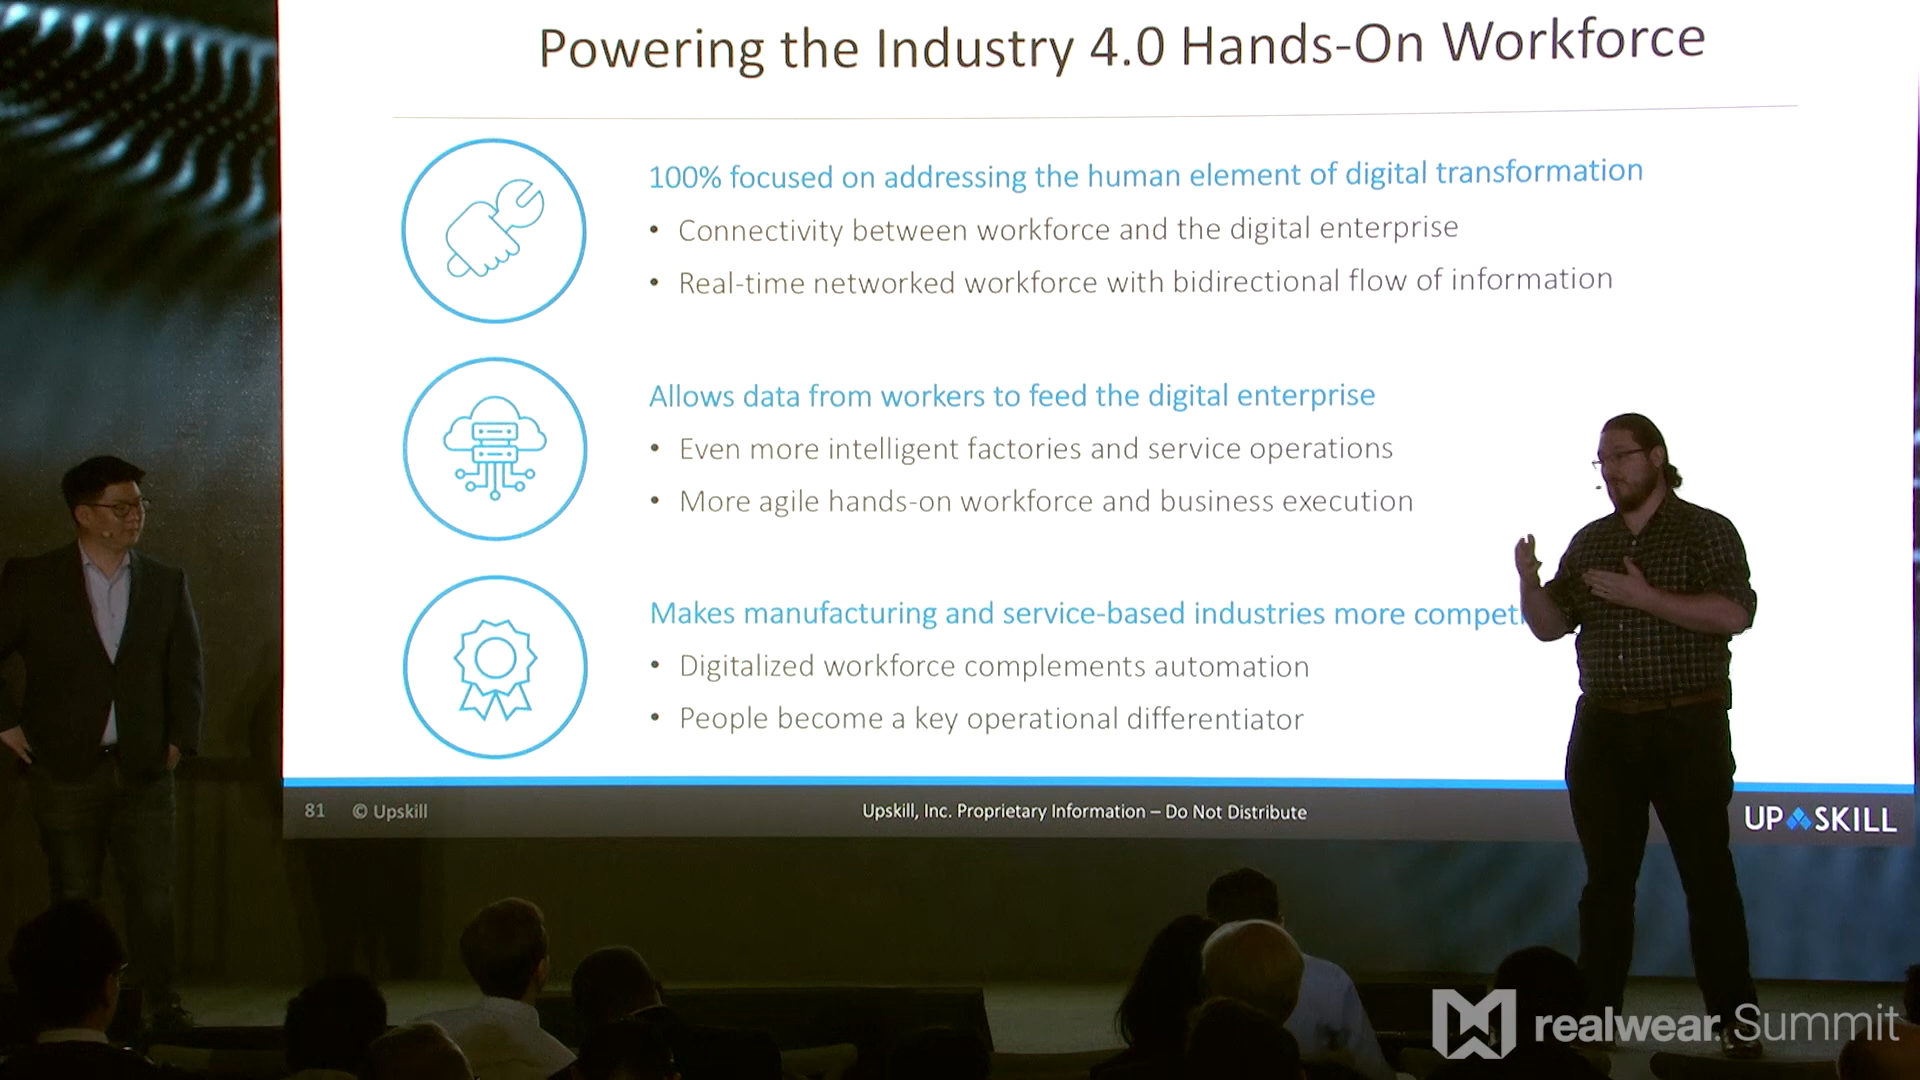 Powering the Industry 4.0 Hands-On Workforce
100% focused on addressing the human element of digital transformation
• Connectivity between workforce and the digital enterprise
• Real-time networked workforce with bidirectional flow of information
Allows data from workers to feed the digital enterprise
• Even more intelligent factories and service operations
• More agile hands-on workforce and business execution
Makes manufacturing and service-based industries more
• Digitalized workforce complements automation
• People become a key operational differentiator
81 © Upskill Upskill, Inc. Proprietary Information – Do Not Distribute UPSKILL
realwear. Summit